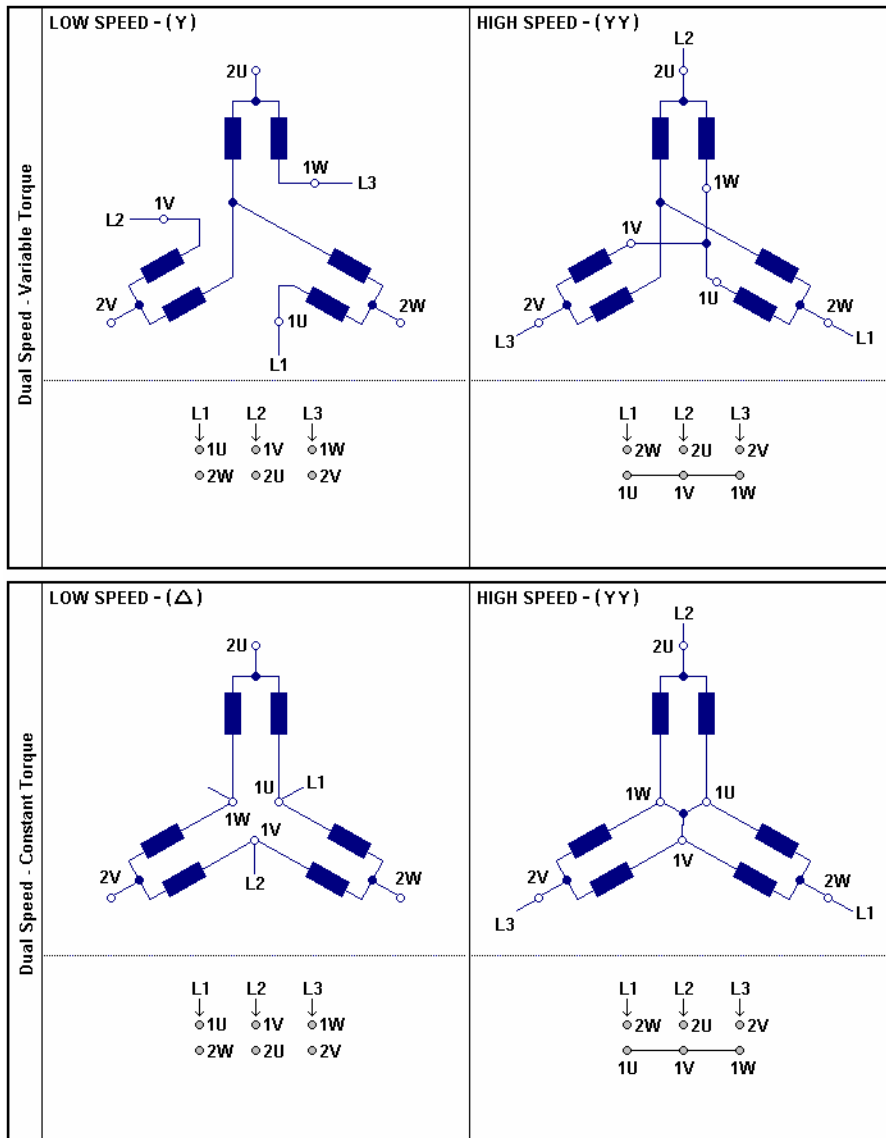 Dual Speed - Variable Torque
LOW SPEED - (Y)
2U
1W
L3
1V
L2
2V
1U
2W
L1
L1 L2 L3
1U 1V 1W
2W 2U 2V
HIGH SPEED - (YY)
L2
2U
1W
1V
1U
2V
2W
L3
L1
L1 L2 L3
2W 2U 2V
1U 1V 1W
Dual Speed - Constant Torque
LOW SPEED - (Δ)
2U
1U
L1
1W
1V
2V
L2
2W
L1 L2 L3
1U 1V 1W
2W 2U 2V
HIGH SPEED - (YY)
L2
2U
1W
1U
1V
2V
2W
L3
L1
L1 L2 L3
2W 2U 2V
1U 1V 1W